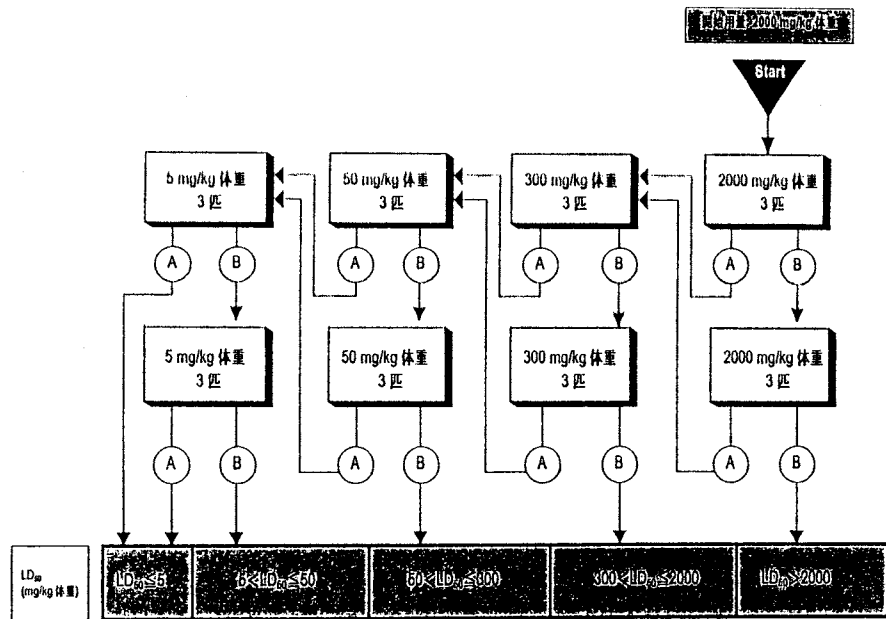 開始用量:2000 mg/kg 体重
Start
5 mg/kg 体重
3 匹
50 mg/kg 体重
3 匹
300 mg/kg 体重
3 匹
2000 mg/kg 体重
3 匹
A
B
A
B
A
B
A
B
5 mg/kg 体重
3 匹
50 mg/kg 体重
3 匹
300 mg/kg 体重
3 匹
2000 mg/kg 体重
3 匹
A
B
A
B
A
B
A
B
LD₅₀
(mg/kg 体重)
LD₅₀≤5
5<LD₅₀≤50
50<LD₅₀≤300
300<LD₅₀≤2000
LD₅₀>2000